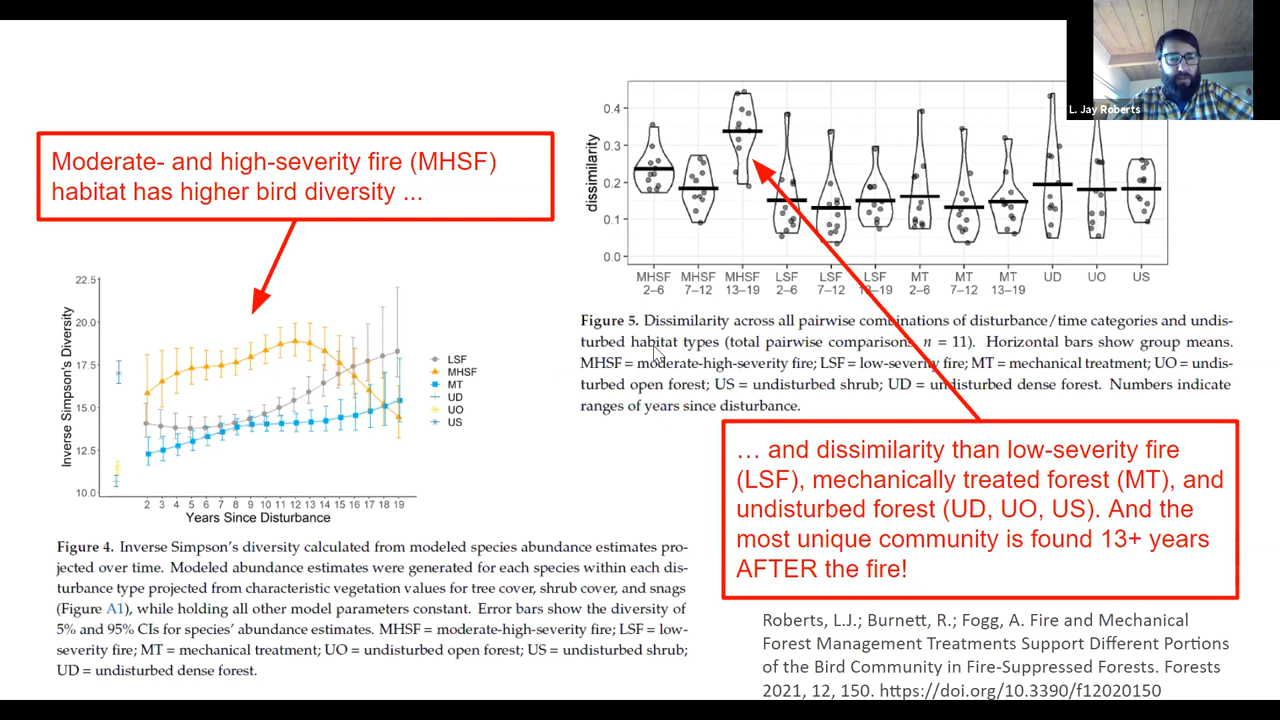 L. Jay Roberts
Moderate- and high-severity fire (MHSF)
habitat has higher bird diversity ...
22.5
20.0
17.5
15.0
12.5
10.0
Inverse Simpson's Diversity
2 3 4 5 6 7 8 9 10 11 12 13 14 15 16 17 18 19
Years Since Disturbance
LSF
MHSF
MT
UD
UO
US
Figure 4. Inverse Simpson's diversity calculated from modeled species abundance estimates pro-
jected over time. Modeled abundance estimates were generated for each species within each dis-
turbance type projected from characteristic vegetation values for tree cover, shrub cover, and snags
(Figure A1), while holding all other model parameters constant. Error bars show the diversity of
5% and 95% CIs for species' abundance estimates. MHSF = moderate-high-severity fire; LSF = low-
severity fire; MT = mechanical treatment; UO = undisturbed open forest; US = undisturbed shrub;
UD = undisturbed dense forest.
0.4
0.3
0.2
0.1
0.0
dissimilarity
MHSF MHSF MHSF LSF LSF LSF MT MT MT UD UO US
2–6 7–12 13–19 2–6 7–12 13–19 2–6 7–12 13–19
Figure 5. Dissimilarity across all pairwise combinations of disturbance/time categories and undis-
turbed habitat types (total pairwise comparisons, n = 11). Horizontal bars show group means.
MHSF = moderate-high-severity fire; LSF = low-severity fire; MT = mechanical treatment; UO = undis-
turbed open forest; US = undisturbed shrub; UD = undisturbed dense forest. Numbers indicate
ranges of years since disturbance.
… and dissimilarity than low-severity fire
(LSF), mechanically treated forest (MT), and
undisturbed forest (UD, UO, US). And the
most unique community is found 13+ years
AFTER the fire!
Roberts, L.J.; Burnett, R.; Fogg, A. Fire and Mechanical
Forest Management Treatments Support Different Portions
of the Bird Community in Fire-Suppressed Forests. Forests
2021, 12, 150. https://doi.org/10.3390/f12020150